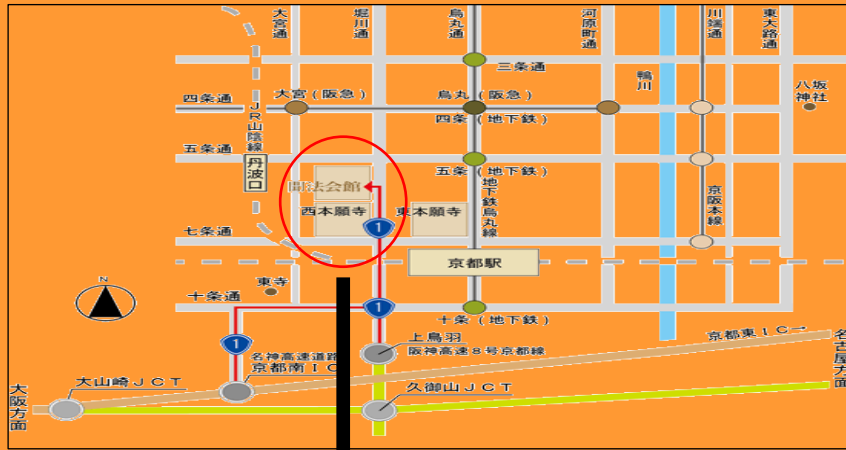 大宮通
堀川通
烏丸通
河原町通
川端通
東大路通
三条通
鴨川
八坂
神社
四条通
大宮(阪急)
烏丸(阪急)
四条(地下鉄)
JR山陰線
五条通
丹波口
五条(地下鉄)
地下鉄烏丸線
京阪本線
聞法会館
西本願寺
東本願寺
1
七条通
京都駅
N
東寺
十条通
1
十条(地下鉄)
1
上鳥羽
阪神高速8号京都線
京都東IC→
名古屋方面
名神高速道路
京都南IC
大阪方面
大山崎JCT
久御山JCT